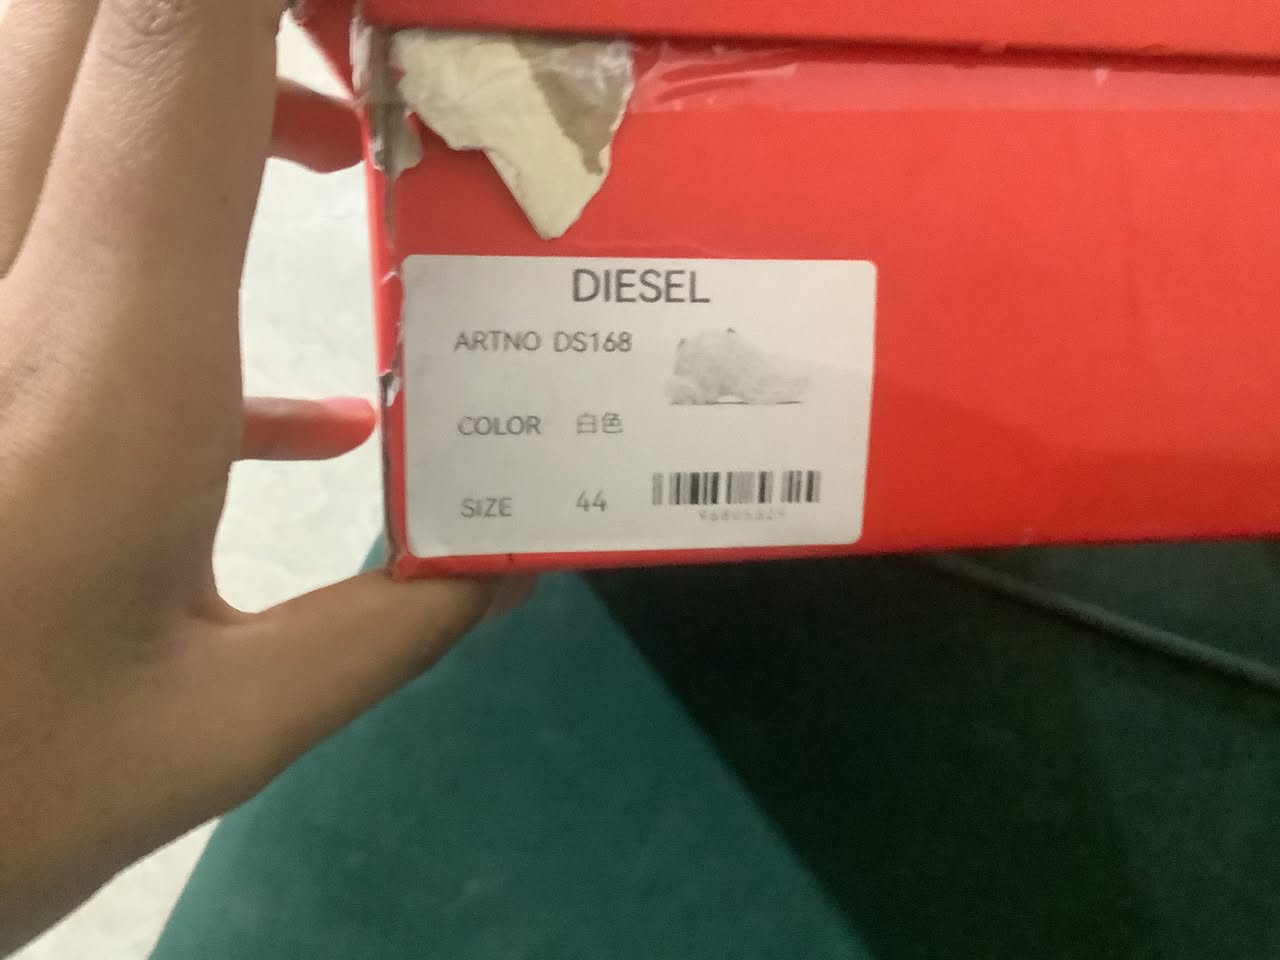 DIESEL
ARTNO DS168
COLOR 白色
SIZE 44